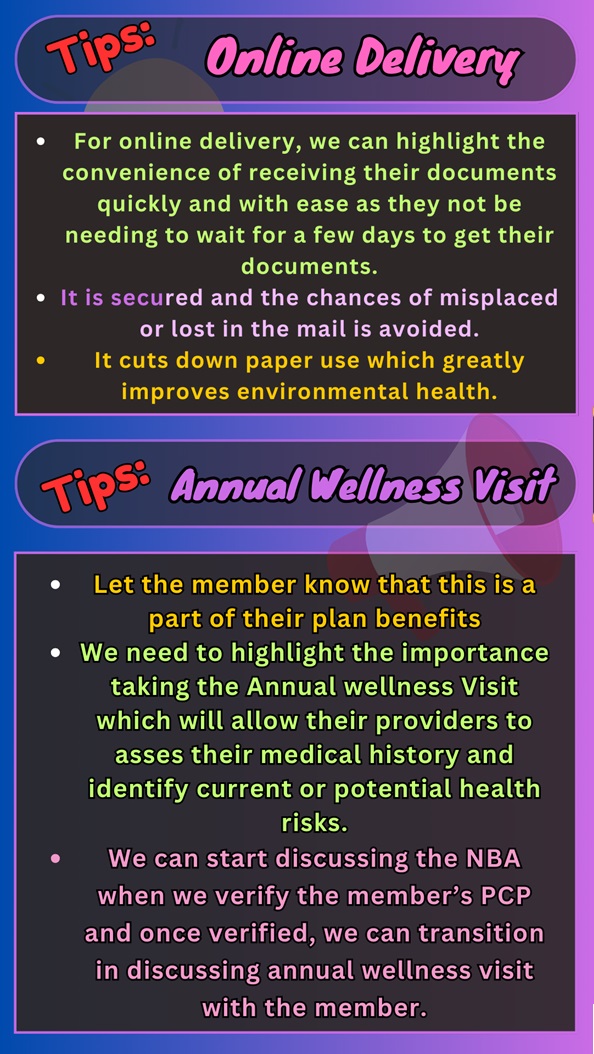 Tips: Online Delivery
• For online delivery, we can highlight the
convenience of receiving their documents
quickly and with ease as they not be
needing to wait for a few days to get their
documents.
• It is secured and the chances of misplaced
or lost in the mail is avoided.
• It cuts down paper use which greatly
improves environmental health.
Tips: Annual Wellness Visit
• Let the member know that this is a
part of their plan benefits
• We need to highlight the importance
taking the Annual wellness Visit
which will allow their providers to
asses their medical history and
identify current or potential health
risks.
• We can start discussing the NBA
when we verify the member’s PCP
and once verified, we can transition
in discussing annual wellness visit
with the member.